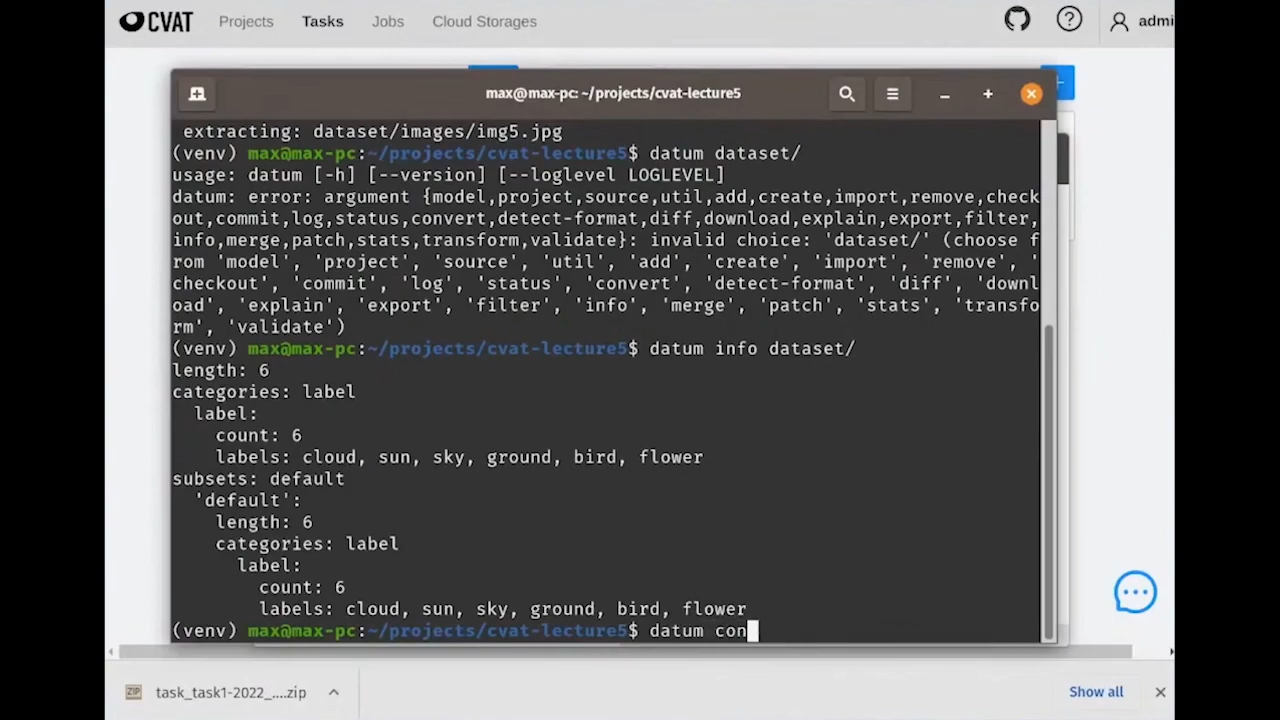 CVAT Projects Tasks Jobs Cloud Storages admi
max@max-pc: ~/projects/cvat-lecture5
extracting: dataset/images/img5.jpg
(venv) max@max-pc:~/projects/cvat-lecture5$ datum dataset/
usage: datum [-h] [--version] [--loglevel LOGLEVEL]
datum: error: argument {model,project,source,util,add,create,import,remove,check
out,commit,log,status,convert,detect-format,diff,download,explain,export,filter,
info,merge,patch,stats,transform,validate}: invalid choice: 'dataset/' (choose f
rom 'model', 'project', 'source', 'util', 'add', 'create', 'import', 'remove', '
checkout', 'commit', 'log', 'status', 'convert', 'detect-format', 'diff', 'downl
oad', 'explain', 'export', 'filter', 'info', 'merge', 'patch', 'stats', 'transfo
rm', 'validate')
(venv) max@max-pc:~/projects/cvat-lecture5$ datum info dataset/
length: 6
categories: label
label:
count: 6
labels: cloud, sun, sky, ground, bird, flower
subsets: default
'default':
length: 6
categories: label
label:
count: 6
labels: cloud, sun, sky, ground, bird, flower
(venv) max@max-pc:~/projects/cvat-lecture5$ datum con
ZIP task_task1-2022_....zip Show all